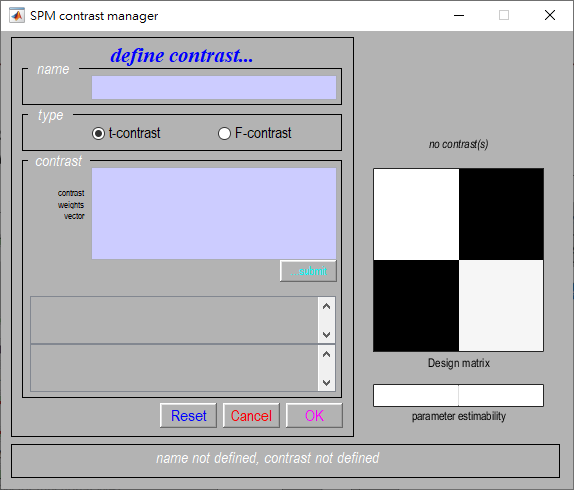 SPM contrast manager
define contrast...
name
type
t-contrast
F-contrast
contrast
contrast
weights
vector
...submit
Reset
Cancel
OK
no contrast(s)
Design matrix
parameter estimability
name not defined, contrast not defined